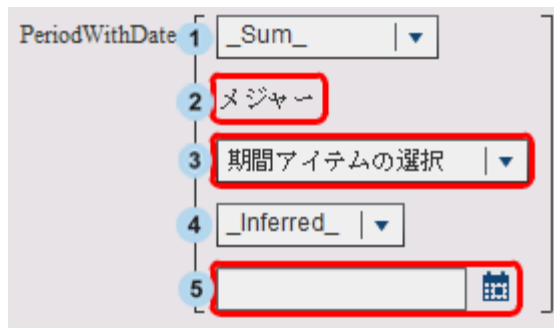 PeriodWithDate 1 _Sum_
2 メジャー
3 期間アイテムの選択
4 _Inferred_
5